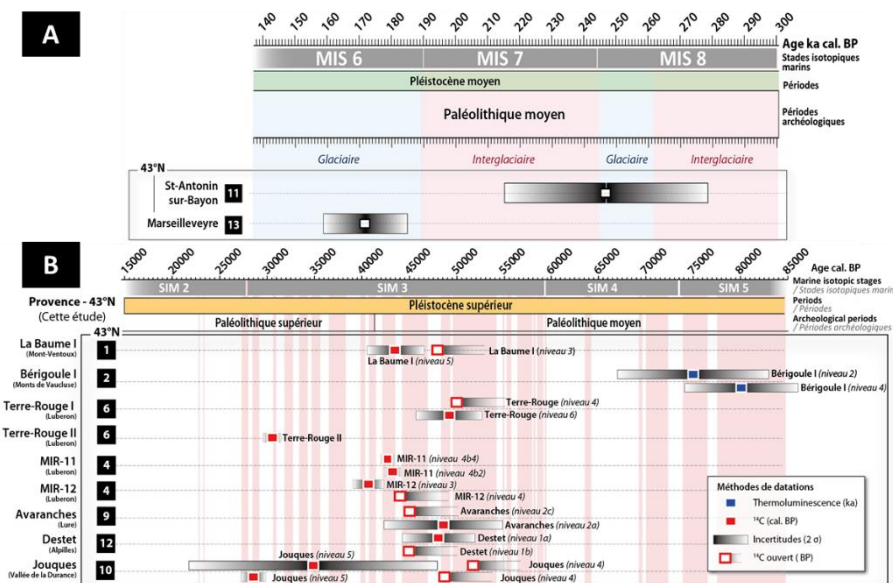 A
140 150 160 170 180 190 200 210 220 230 240 250 260 270 280 290 300
Age ka cal. BP
MIS 6 MIS 7 MIS 8
Stades isotopiques
marins
Pléistocène moyen
Périodes
Paléolithique moyen
Périodes
archéologiques
Glaciaire Interglaciaire Glaciaire Interglaciaire
43°N
St-Antonin
sur-Bayon
11
Marseilleveyre 13
B
15000 20000 30000 35000 40000 45000 50000 55000 60000 65000 70000 75000 80000 85000
Age cal. BP
SIM 2 SIM 3 SIM 4 SIM 5
Marine isotopic stages
/ Stades isotopiques marin
Provence - 43°N
(Cette étude)
Pléistocène supérieur
Periods
/ Périodes
Paléolithique supérieur Paléolithique moyen
Archeological periods
/ Périodes archéologiques
43°N
La Baume I
(Mont-Ventoux)
1
La Baume I (niveau 3)
La Baume I (niveau 5)
Bérigoule I
(Monts de Vaucluse)
2
Bérigoule I (niveau 2)
Bérigoule I (niveau 4)
Terre-Rouge I
(Luberon)
6
Terre-Rouge (niveau 4)
Terre-Rouge (niveau 6)
Terre-Rouge II
(Luberon)
6
Terre-Rouge II
MIR-11
(Luberon)
4
MIR-11 (niveau 4b4)
MIR-11 (niveau 4b2)
MIR-12
(Luberon)
4
MIR-12 (niveau 3)
MIR-12 (niveau 4)
Avaranches
(Lure)
9
Avaranches (niveau 2c)
Avaranches (niveau 2a)
Destet
(Alpilles)
12
Destet (niveau 1a)
Destet (niveau 1b)
Jouques
(Vallée de la Durance)
10
Jouques (niveau 5)
Jouques (niveau 4)
Jouques (niveau 5)
Jouques (niveau 4)
Méthodes de datations
Thermoluminescence (ka)
¹⁴C (cal. BP)
Incertitudes (2 σ)
¹⁴C ouvert ( BP)